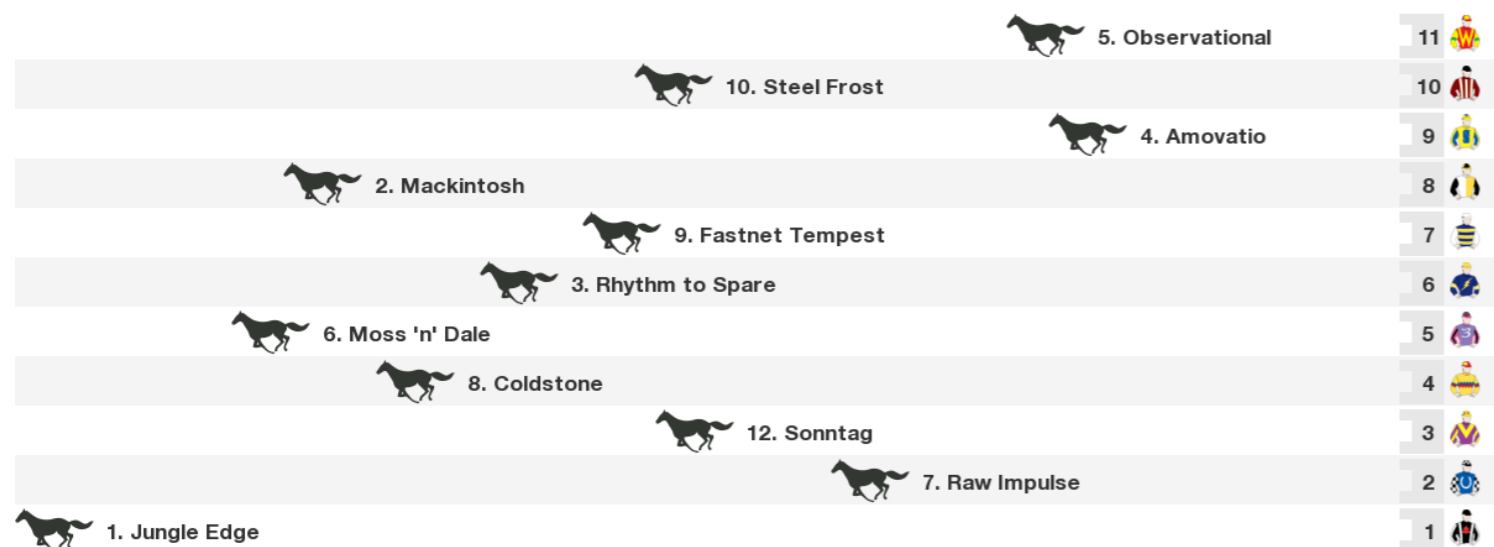 5. Observational 11
10. Steel Frost 10
4. Amovatio 9
2. Mackintosh 8
9. Fastnet Tempest 7
3. Rhythm to Spare 6
6. Moss 'n' Dale 5
8. Coldstone 4
12. Sonntag 3
7. Raw Impulse 2
1. Jungle Edge 1